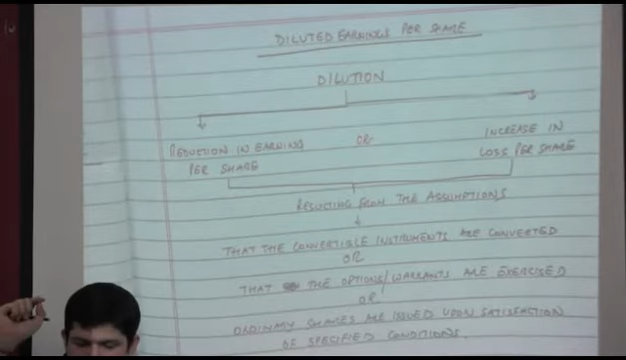 DILUTED EARNINGS PER SHARE
DILUTION
REDUCTION IN EARNING OR INCREASE IN
PER SHARE LOSS PER SHARE
RESULTING FROM THE ASSUMPTIONS
THAT THE CONVERTIBLE INSTRUMENTS ARE CONVERTED
OR
THAT THE OPTIONS/WARRANTS ARE EXERCISED
OR
ORDINARY SHARES ARE ISSUED UPON SATISFACTION
OF SPECIFIED CONDITIONS.